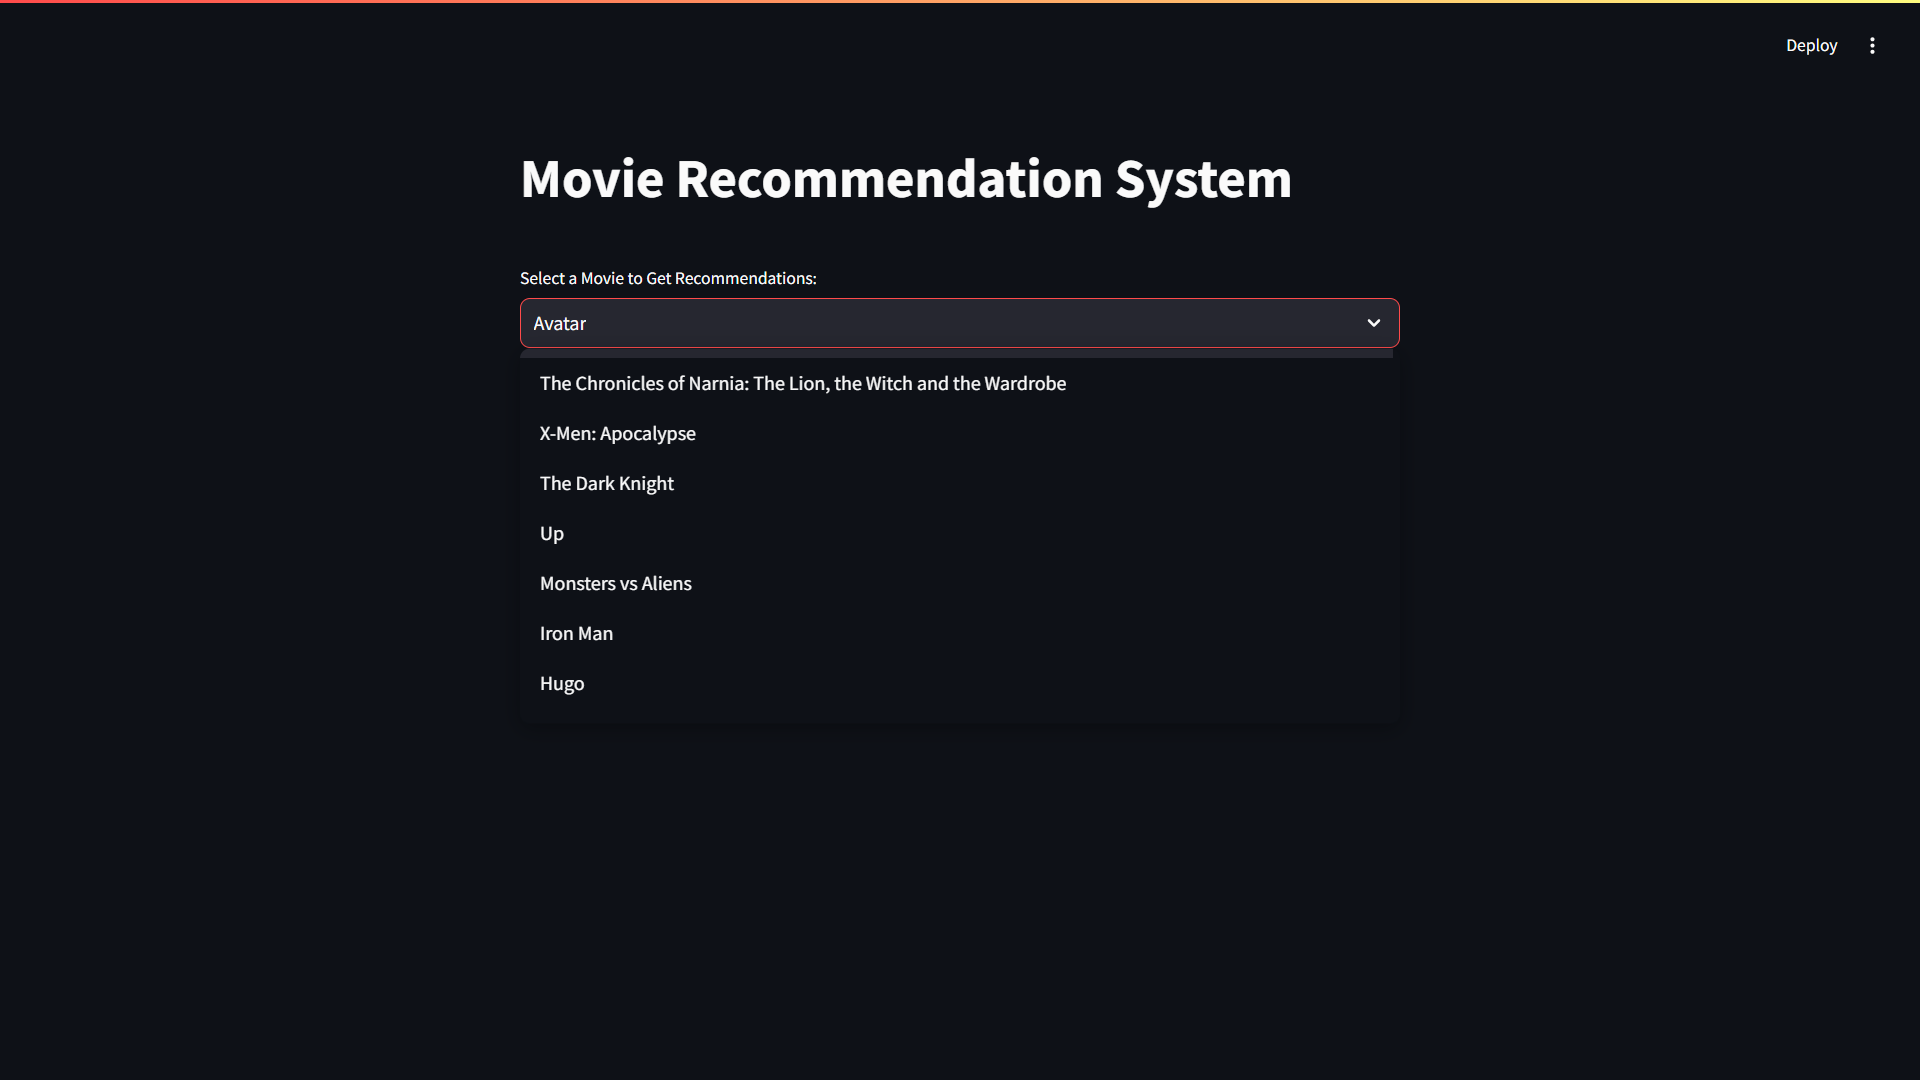 Deploy
Movie Recommendation System
Select a Movie to Get Recommendations:
Avatar
The Chronicles of Narnia: The Lion, the Witch and the Wardrobe
X-Men: Apocalypse
The Dark Knight
Up
Monsters vs Aliens
Iron Man
Hugo